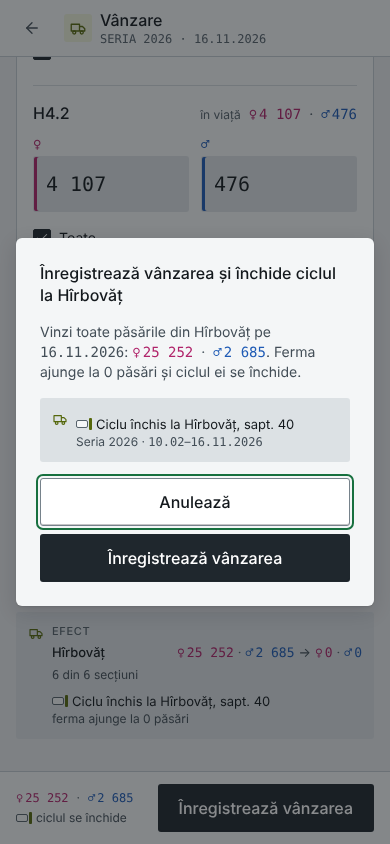 Vânzare
SERIA 2026 · 16.11.2026
H4.2
în viață ♀4 107 · ♂476
♀ ♂
4 107 476
Toate
Înregistrează vânzarea și închide ciclul
la Hîrbovăț
Vinzi toate păsările din Hîrbovăț pe
16.11.2026: ♀25 252 · ♂2 685. Ferma
ajunge la 0 păsări și ciclul ei se închide.
Ciclu închis la Hîrbovăț, sapt. 40
Seria 2026 · 10.02–16.11.2026
Anulează
Înregistrează vânzarea
EFECT
Hîrbovăț ♀25 252 · ♂2 685 → ♀0 · ♂0
6 din 6 secțiuni
Ciclu închis la Hîrbovăț, sapt. 40
ferma ajunge la 0 păsări
♀25 252 · ♂2 685
ciclul se închide
Înregistrează vânzarea